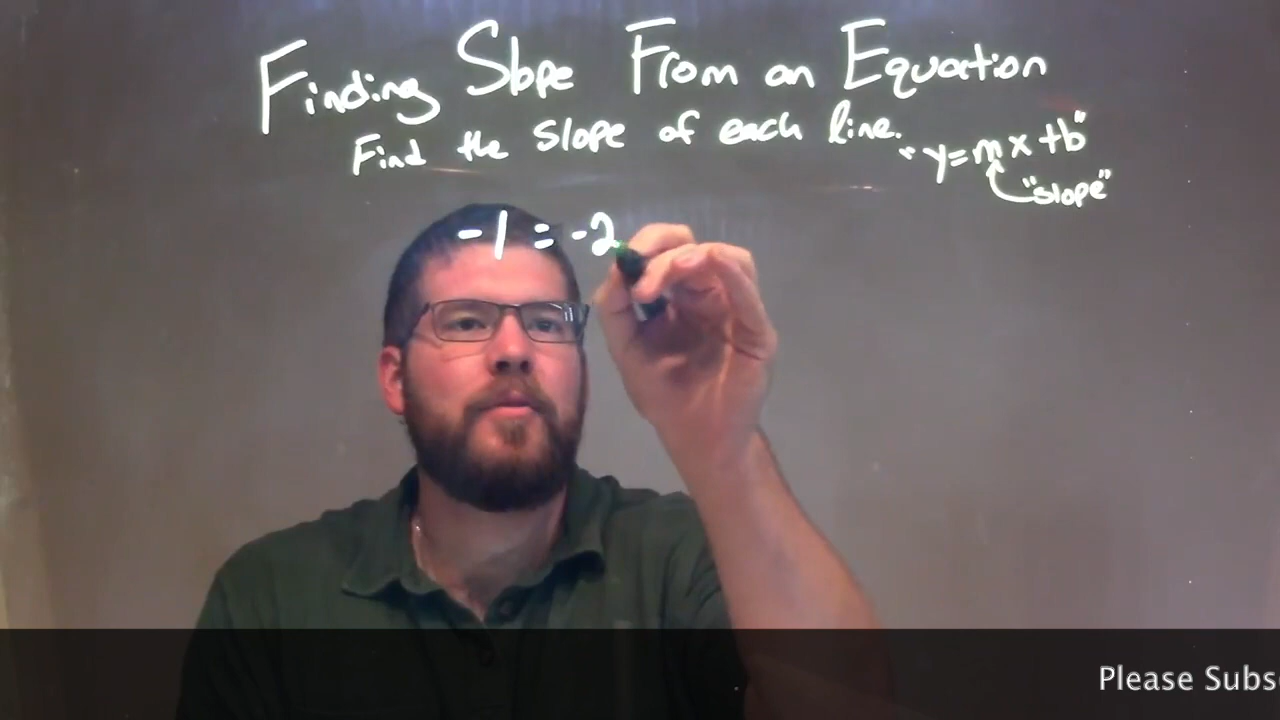 Finding Slope From an Equation
Find the slope of each line.
"y=mx+b"
"slope"
-1 = -2
Please Subs